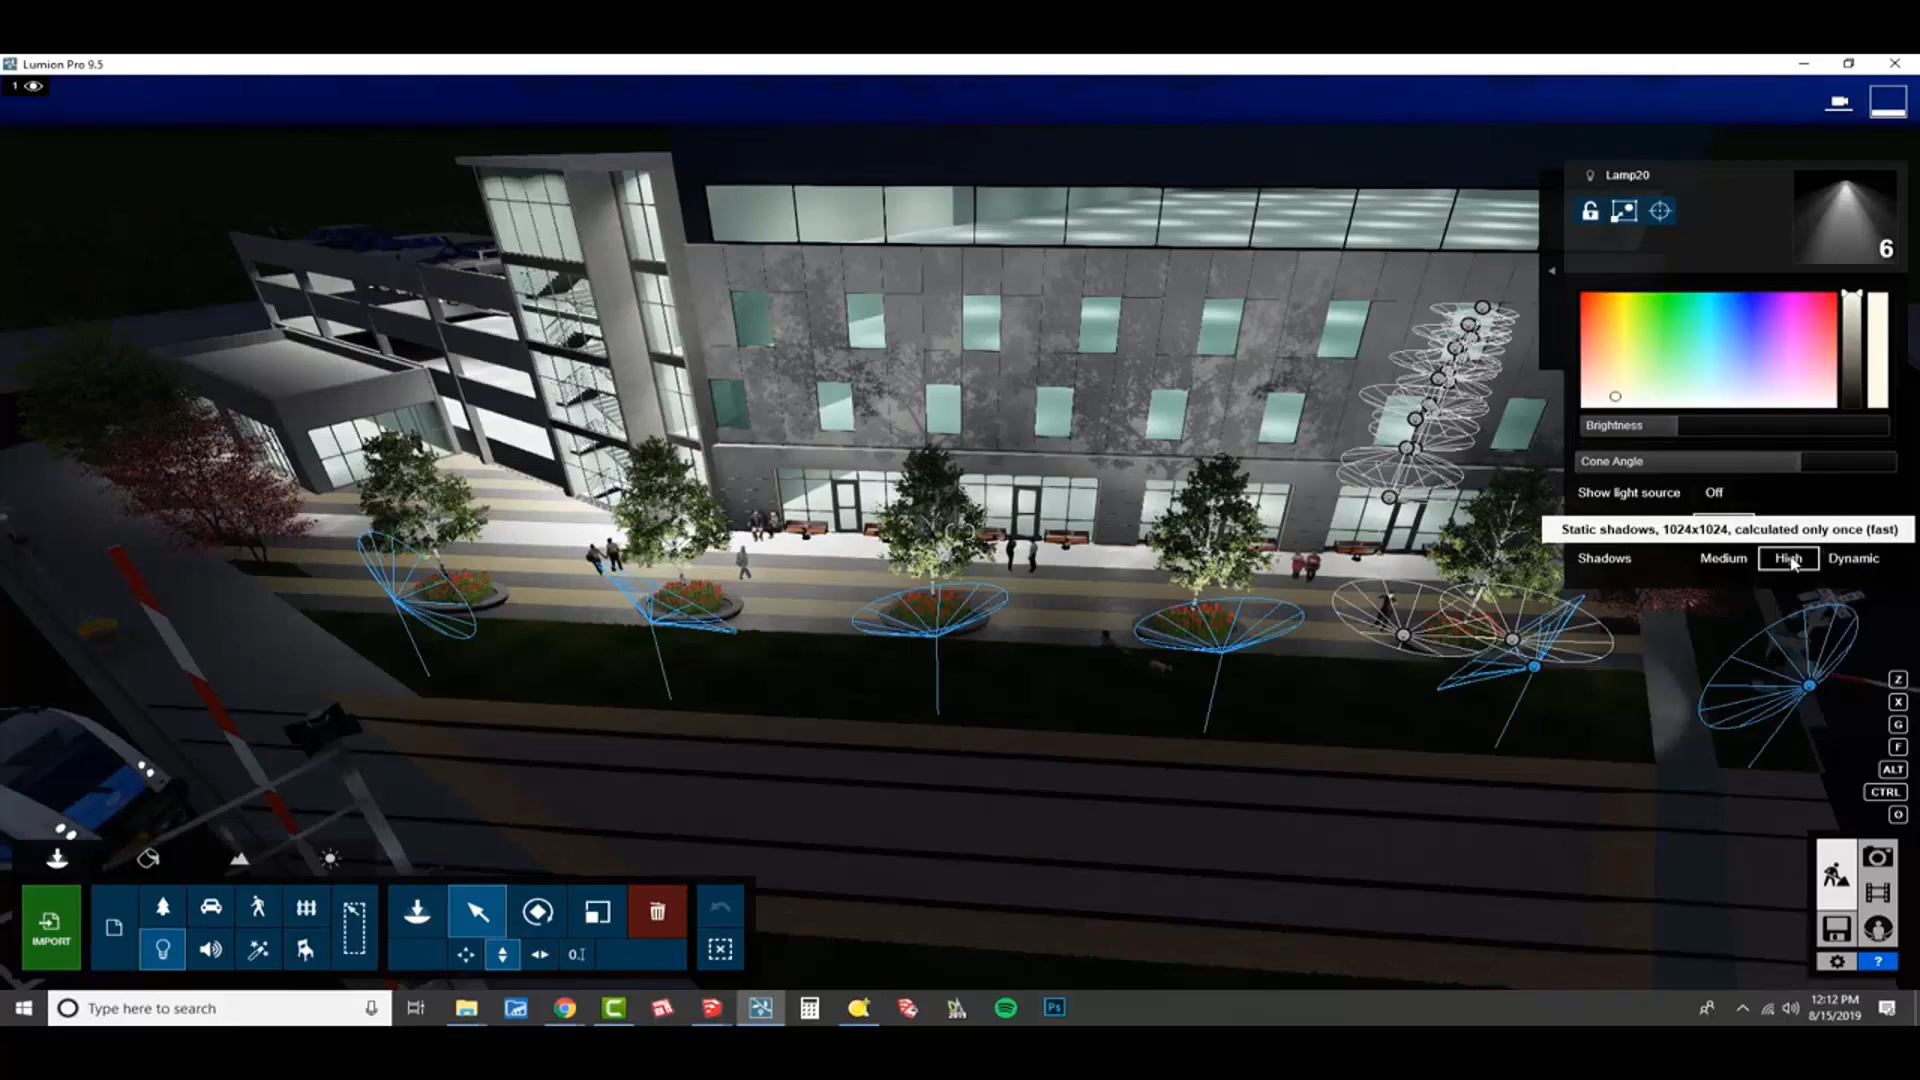 Lumion Pro 9.5
1
Lamp20
6
Brightness
Cone Angle
Show light source Off
Static shadows, 1024x1024, calculated only once (fast)
Shadows Medium High Dynamic
Z
X
G
F
ALT
CTRL
O
IMPORT
?
Type here to search
2019
Ps
12:12 PM
8/15/2019